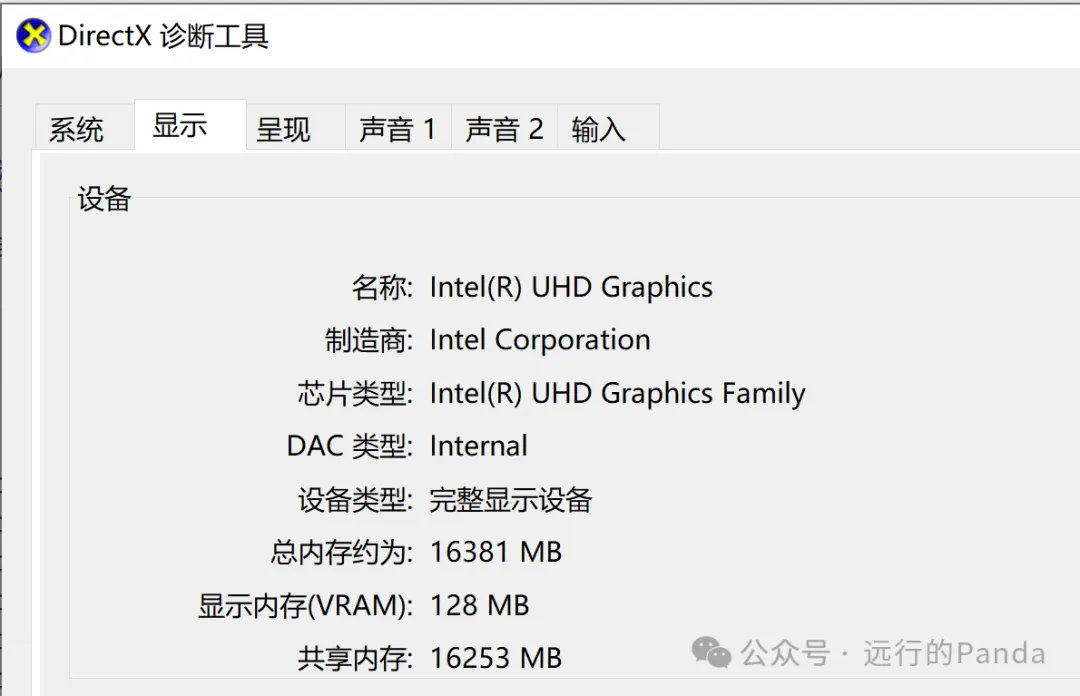 DirectX 诊断工具
系统 显示 呈现 声音 1 声音 2 输入
设备
名称: Intel(R) UHD Graphics
制造商: Intel Corporation
芯片类型: Intel(R) UHD Graphics Family
DAC 类型: Internal
设备类型: 完整显示设备
总内存约为: 16381 MB
显示内存(VRAM): 128 MB
共享内存: 16253 MB
公众号 · 远行的Panda